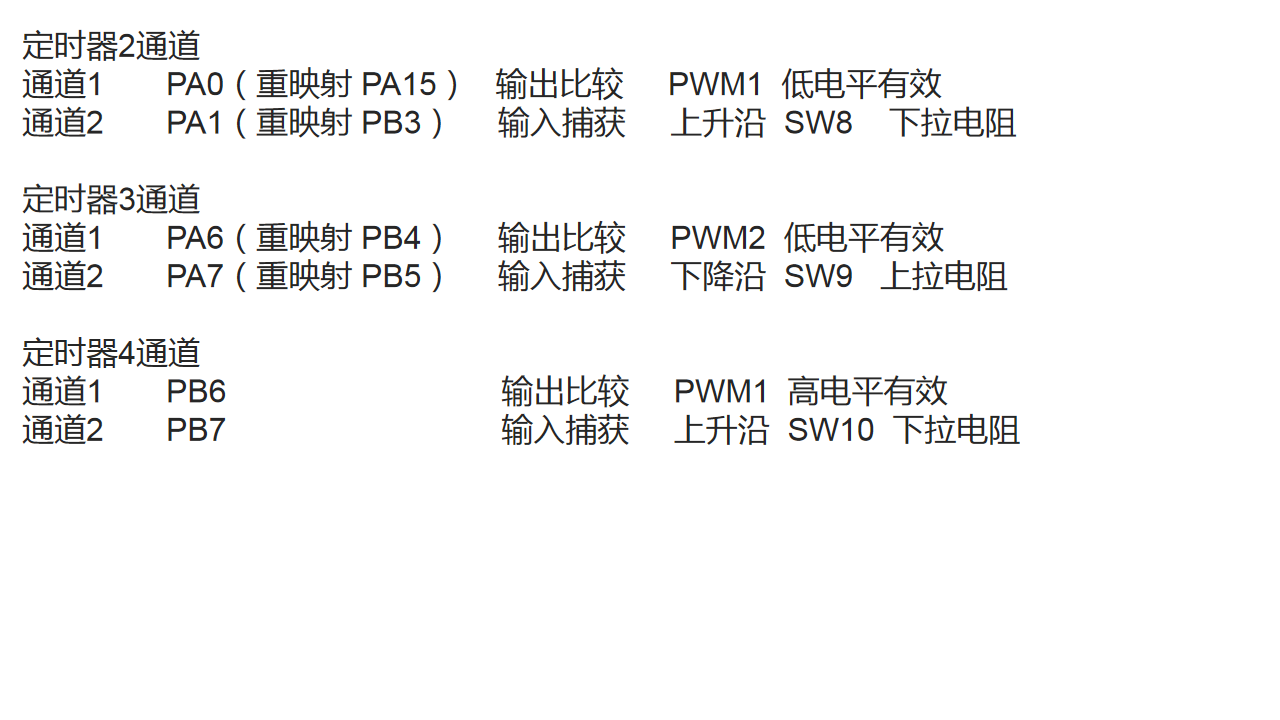 定时器2通道
通道1 PA0（重映射 PA15） 输出比较 PWM1 低电平有效
通道2 PA1（重映射 PB3） 输入捕获 上升沿 SW8 下拉电阻
定时器3通道
通道1 PA6（重映射 PB4） 输出比较 PWM2 低电平有效
通道2 PA7（重映射 PB5） 输入捕获 下降沿 SW9 上拉电阻
定时器4通道
通道1 PB6 输出比较 PWM1 高电平有效
通道2 PB7 输入捕获 上升沿 SW10 下拉电阻